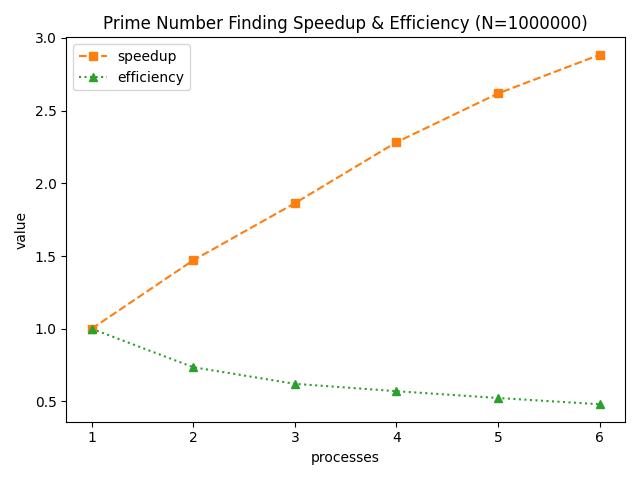 Prime Number Finding Speedup & Efficiency (N=1000000)
speedup
efficiency
value
3.0
2.5
2.0
1.5
1.0
0.5
1 2 3 4 5 6
processes